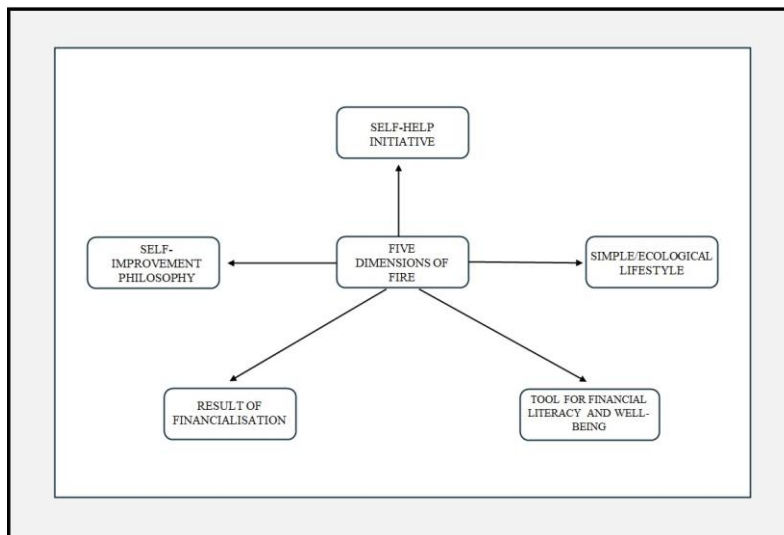 SELF-HELP
INITIATIVE
SELF-
IMPROVEMENT
PHILOSOPHY
FIVE
DIMENSIONS OF
FIRE
SIMPLE/ECOLOGICAL
LIFESTYLE
RESULT OF
FINANCIALISATION
TOOL FOR FINANCIAL
LITERACY AND WELL-
BEING